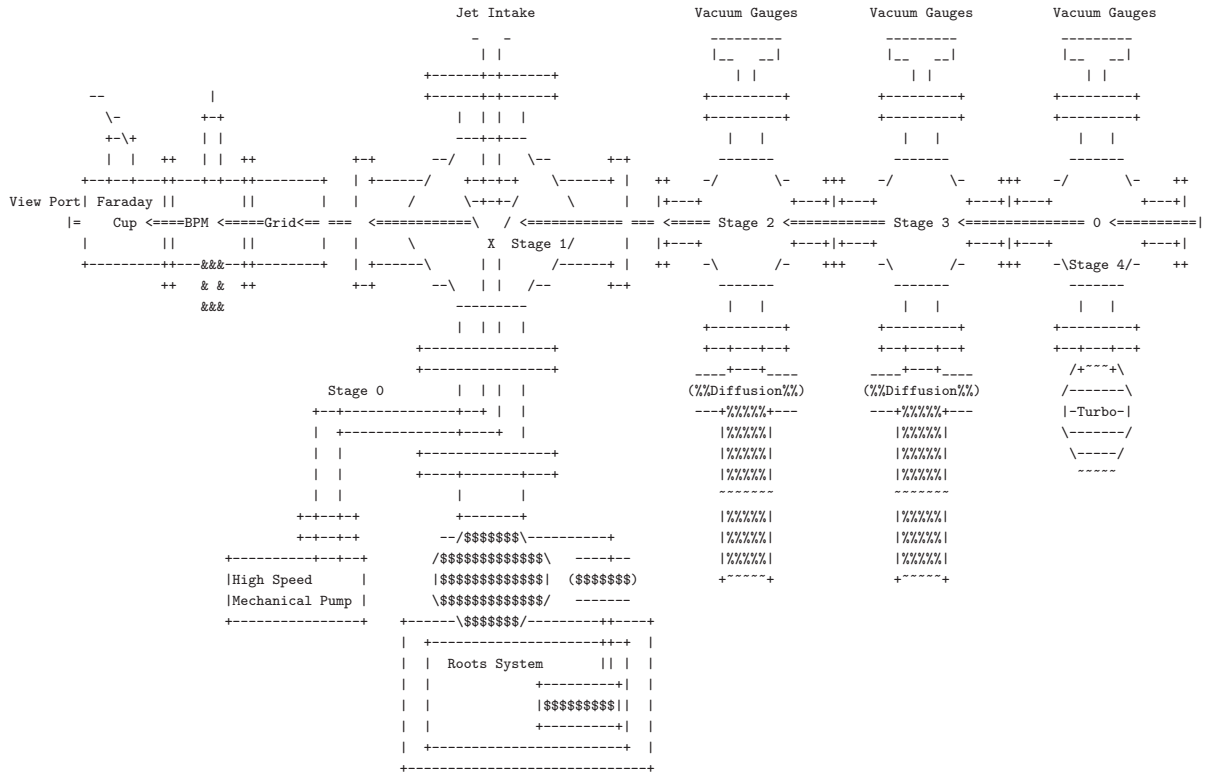 Jet Intake Vacuum Gauges Vacuum Gauges Vacuum Gauges
View Port Faraday
Cup BPM Grid Stage 2 Stage 3 0
X Stage 1
Stage 4
Stage 0 %%Diffusion%% %%Diffusion%%
Turbo
High Speed
Mechanical Pump
Roots System